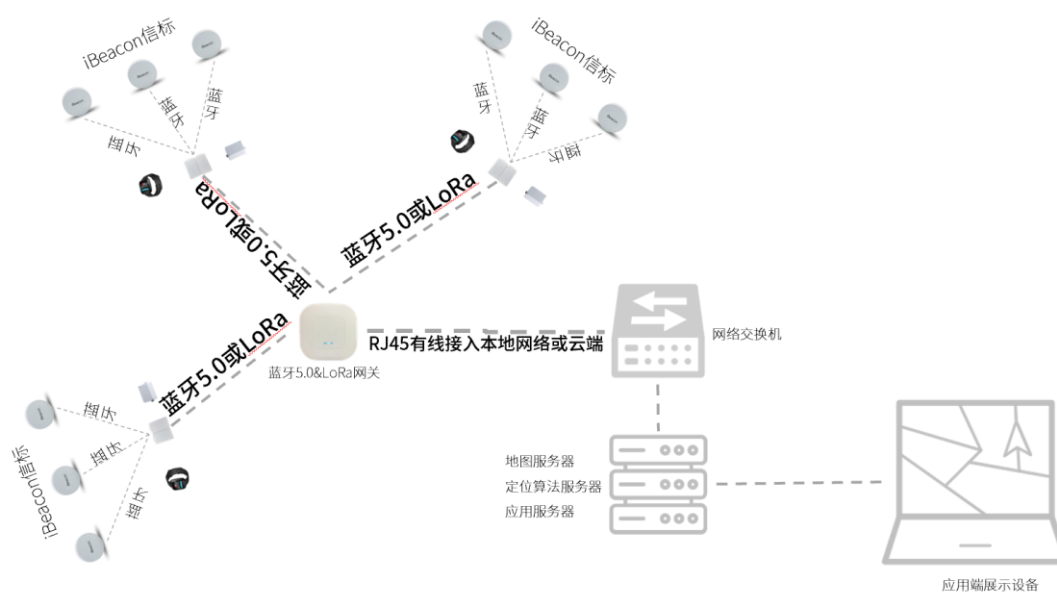 iBeacon信标
蓝牙
蓝牙
蓝牙
蓝牙5.0或LoRa
iBeacon信标
蓝牙
蓝牙
蓝牙
蓝牙5.0或LoRa
蓝牙5.0或LoRa
蓝牙5.0&LoRa网关
RJ45有线接入本地网络或云端
网络交换机
iBeacon信标
蓝牙
蓝牙
蓝牙
地图服务器
定位算法服务器
应用服务器
应用端展示设备